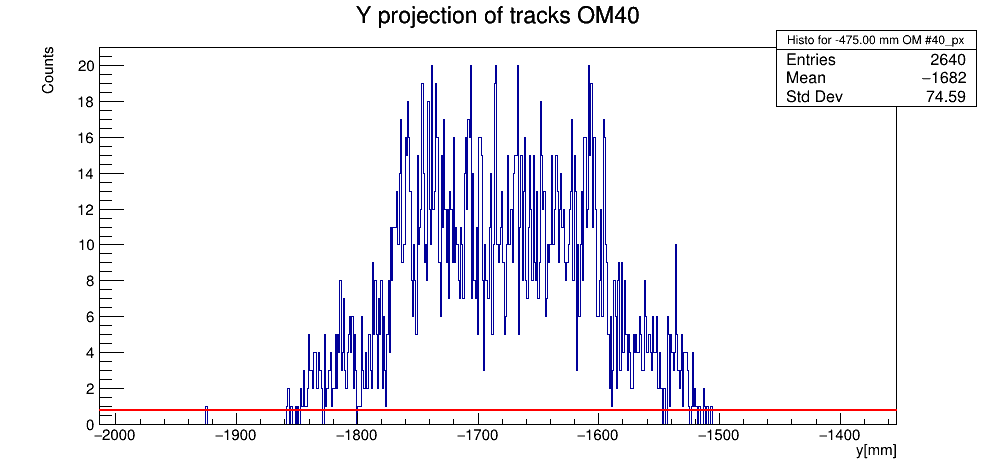 Y projection of tracks OM40
Histo for -475.00 mm OM #40_px
Entries 2640
Mean −1682
Std Dev 74.59
Counts
20
18
16
14
12
10
8
6
4
2
0
−2000 −1900 −1800 −1700 −1600 −1500 −1400
y[mm]